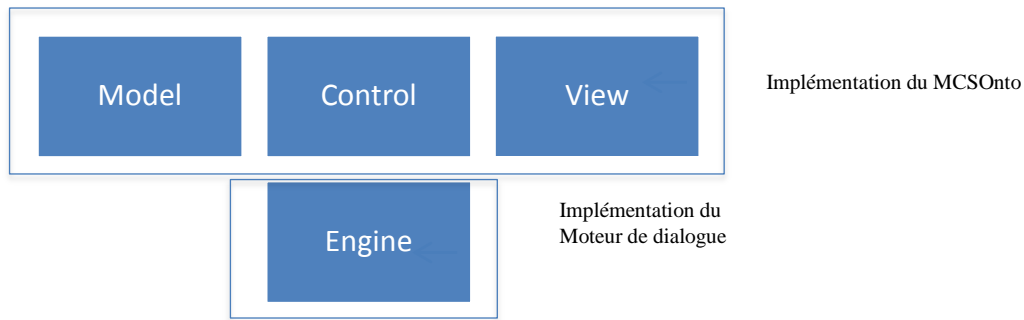 Model
Control
View
Implémentation du MCSOnto
Engine
Implémentation du
Moteur de dialogue